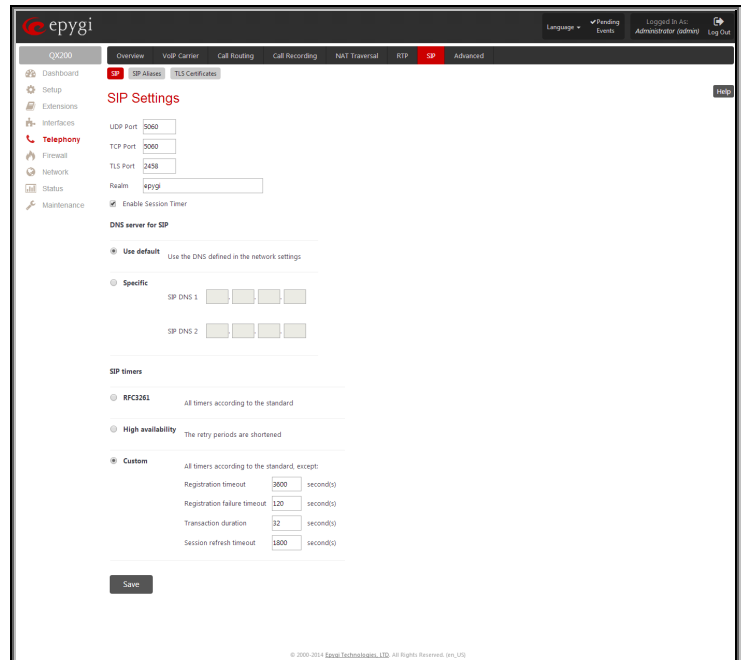 epygi
Language
Pending Events
Logged In As:
Administrator (admin)
Log Out
QX200
Overview VoIP Carrier Call Routing Call Recording NAT Traversal RTP SIP Advanced
Dashboard
Setup
Extensions
Interfaces
Telephony
Firewall
Network
Status
Maintenance
SIP SIP Aliases TLS Certificates
SIP Settings
Help
UDP Port 5060
TCP Port 5060
TLS Port 2458
Realm epygi
Enable Session Timer
DNS server for SIP
Use default Use the DNS defined in the network settings
Specific
SIP DNS 1 . . .
SIP DNS 2 . . .
SIP timers
RFC3261 All timers according to the standard
High availability The retry periods are shortened
Custom All timers according to the standard, except:
Registration timeout 3600 second(s)
Registration failure timeout 120 second(s)
Transaction duration 32 second(s)
Session refresh timeout 1800 second(s)
Save
© 2000-2014 Epygi Technologies, LTD. All Rights Reserved. (en_US)